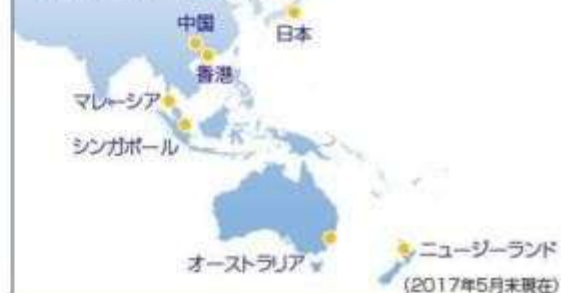 中国
日本
香港
マレーシア
シンガポール
オーストラリア
ニュージーランド
(2017年5月末現在)